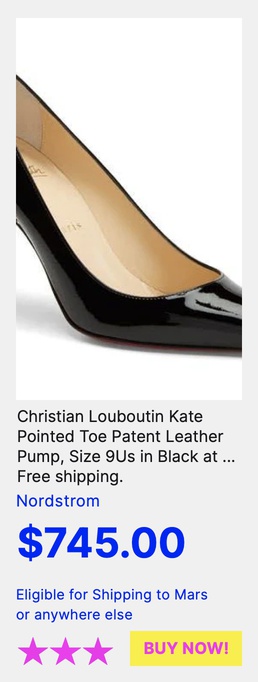 Christian Louboutin Kate
Pointed Toe Patent Leather
Pump, Size 9Us in Black at ...
Free shipping.
Nordstrom
$745.00
Eligible for Shipping to Mars
or anywhere else
BUY NOW!